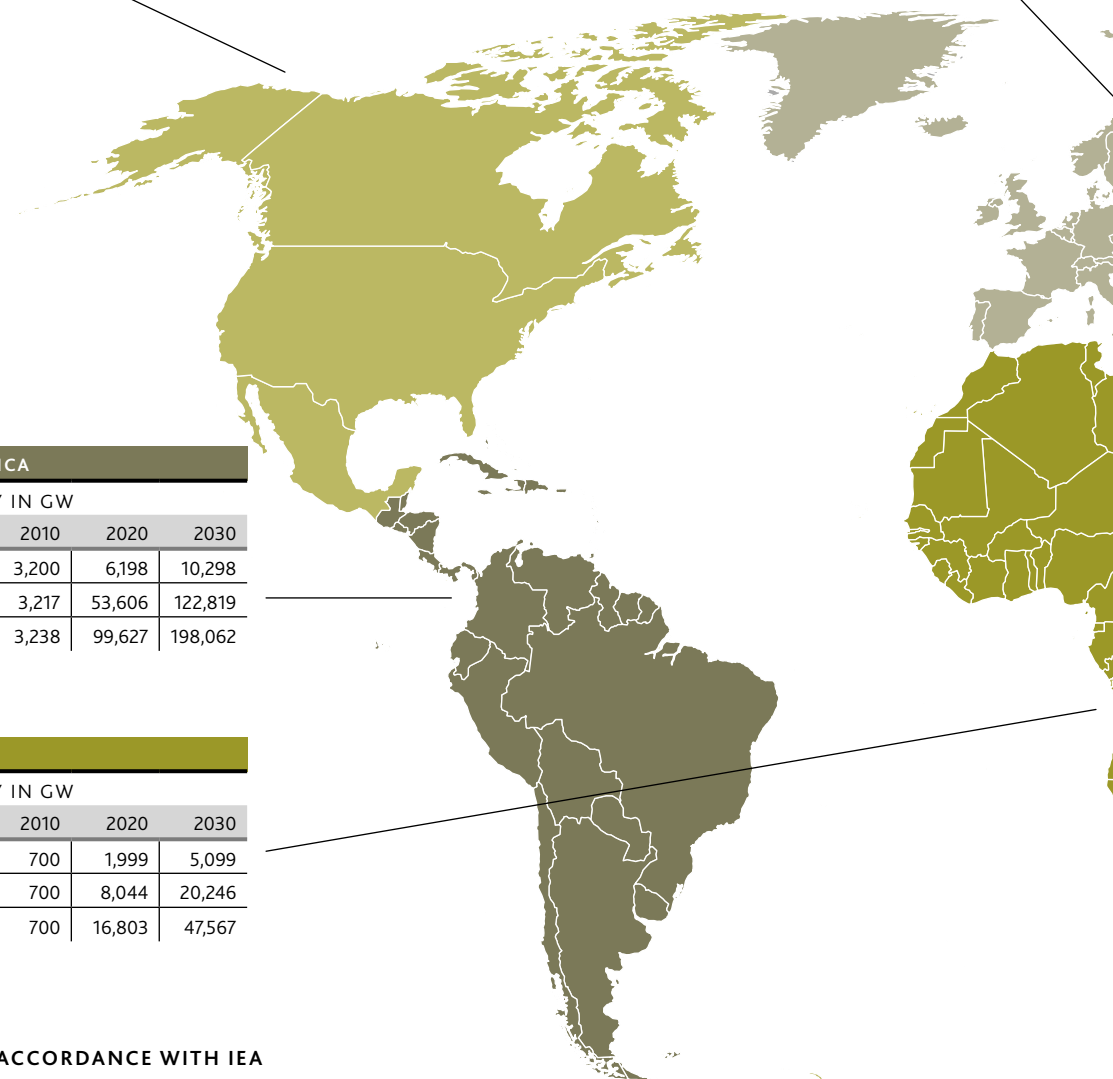 ICA
IN GW
2010 2020 2030
3,200 6,198 10,298
3,217 53,606 122,819
3,238 99,627 198,062
IN GW
2010 2020 2030
700 1,999 5,099
700 8,044 20,246
700 16,803 47,567
ACCORDANCE WITH IEA